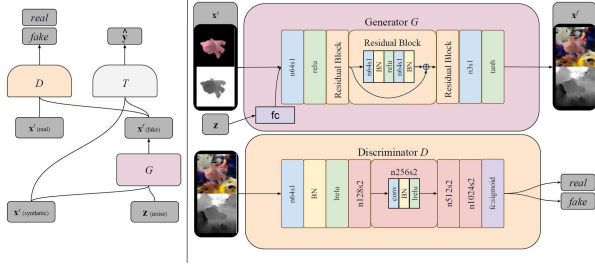 real
fake
ŷ
D
T
x^f (real)
x^f (fake)
G
x^s (synthetic)
z (noise)
x^s
Generator G
n64s1
relu
Residual Block
Residual Block
n64s1
BN
relu
n64s1
BN
Residual Block
n3s1
tanh
z
fc
x^f
Discriminator D
n64s1
BN
lrelu
n128s2
n256s2
conv
BN
lrelu
n512s2
n1024s2
fc:sigmoid
real
fake